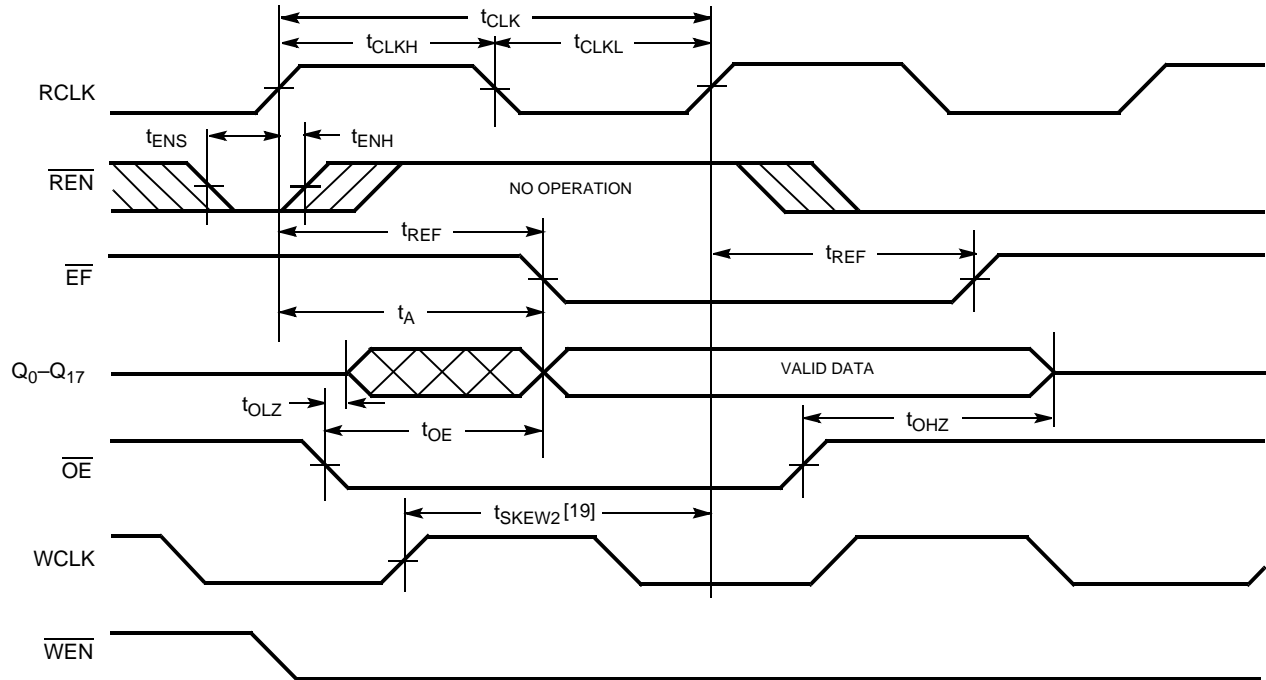 tCLK
tCLKH tCLKL
RCLK
tENS tENH
REN
NO OPERATION
tREF
tREF
EF
tA
Q0–Q17
VALID DATA
tOLZ
tOE
tOHZ
OE
tSKEW2 [19]
WCLK
WEN